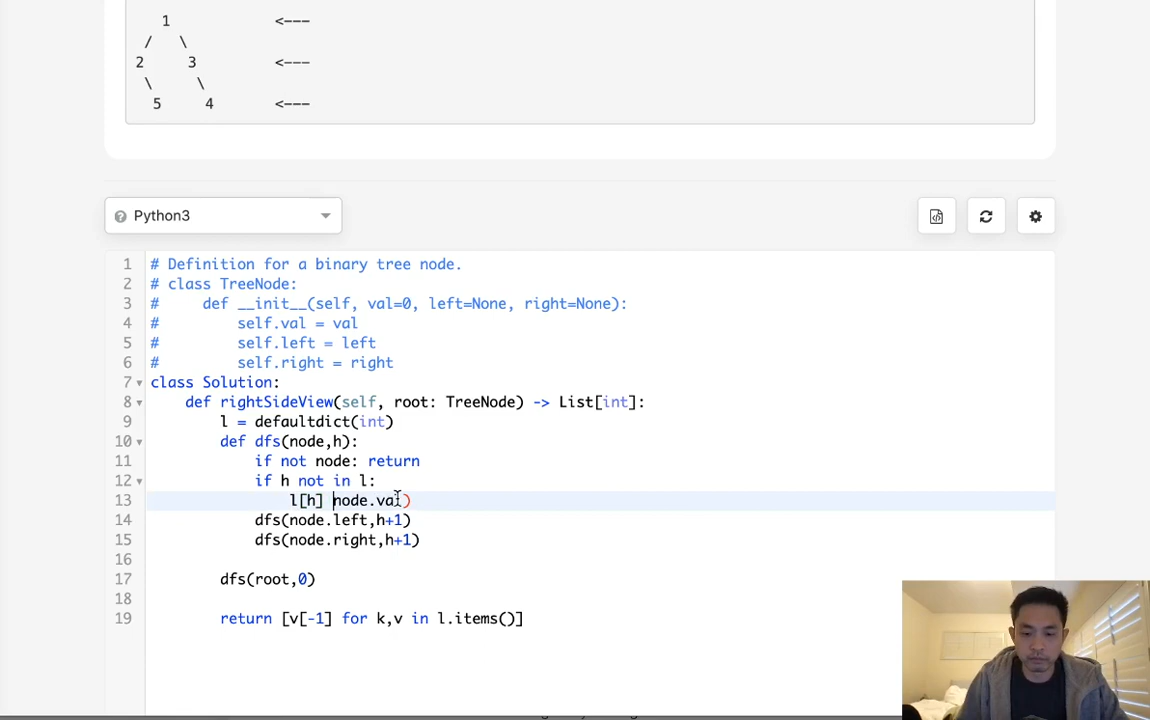 1 <---
/ \
2 3 <---
\ \
5 4 <---
Python3
1 # Definition for a binary tree node.
2 # class TreeNode:
3 #     def __init__(self, val=0, left=None, right=None):
4 #         self.val = val
5 #         self.left = left
6 #         self.right = right
7 class Solution:
8     def rightSideView(self, root: TreeNode) -> List[int]:
9         l = defaultdict(int)
10         def dfs(node,h):
11             if not node: return
12             if h not in l:
13                 l[h] node.val)
14             dfs(node.left,h+1)
15             dfs(node.right,h+1)
16
17         dfs(root,0)
18
19         return [v[-1] for k,v in l.items()]